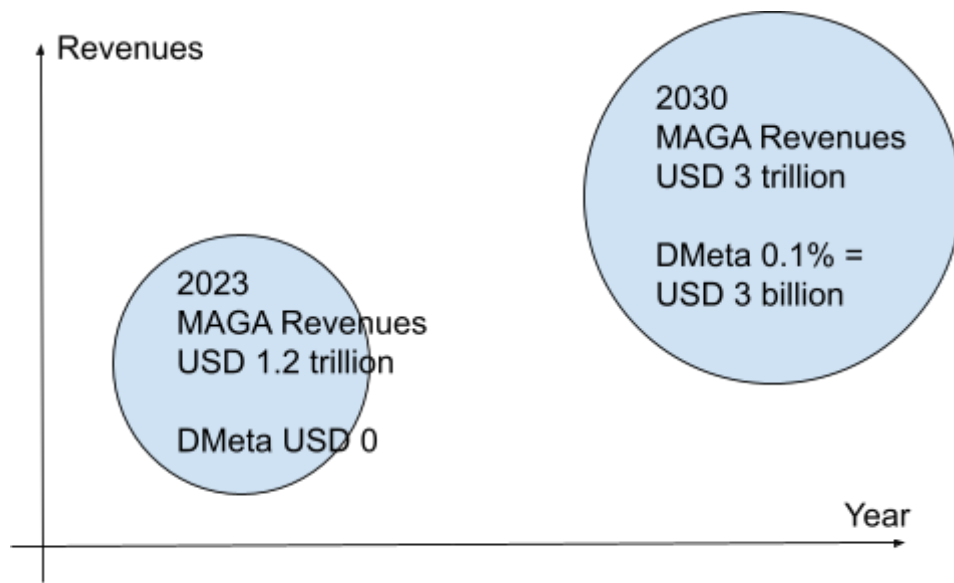 Revenues
2030
MAGA Revenues
USD 3 trillion
DMeta 0.1% =
USD 3 billion
2023
MAGA Revenues
USD 1.2 trillion
DMeta USD 0
Year